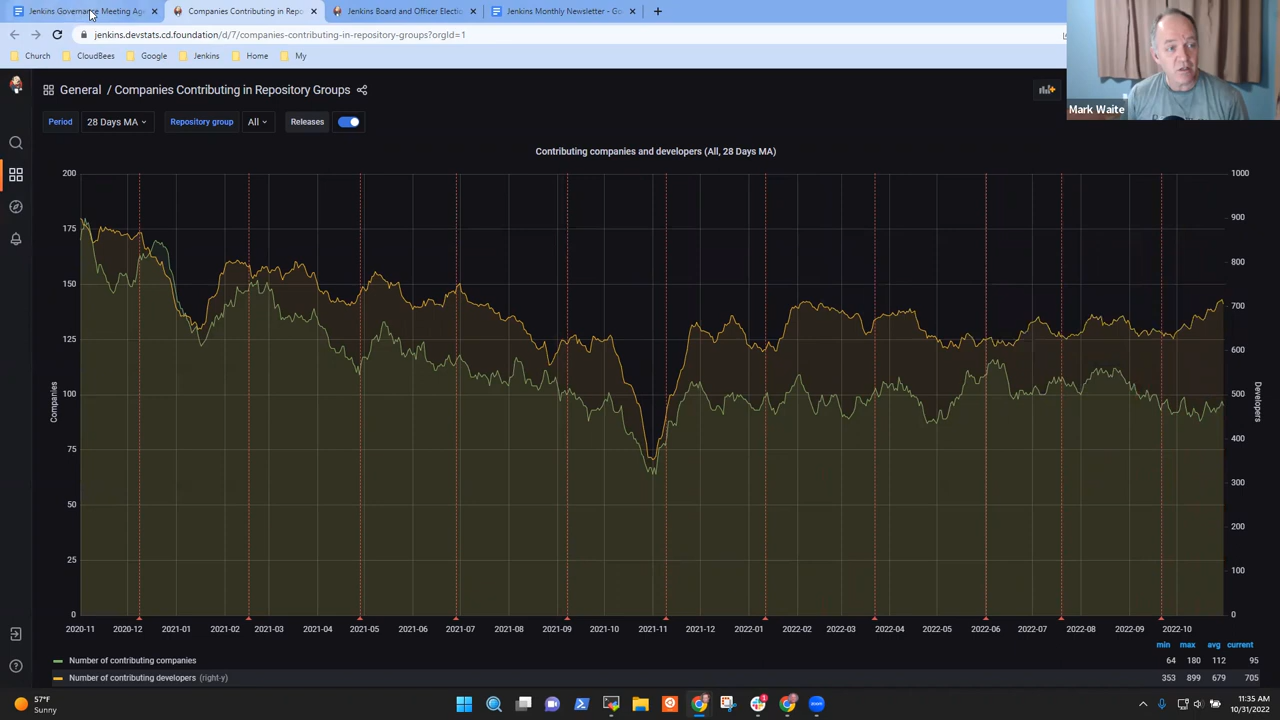 Jenkins Governance Meeting Age
Companies Contributing in Repo
Jenkins Board and Officer Electio
Jenkins Monthly Newsletter - Go
jenkins.devstats.cd.foundation/d/7/companies-contributing-in-repository-groups?orgId=1
Church
CloudBees
Google
Jenkins
Home
My
Mark Waite
General / Companies Contributing in Repository Groups
Period
28 Days MA
Repository group
All
Releases
Contributing companies and developers (All, 28 Days MA)
200
175
150
125
100
75
50
25
0
Companies
1000
900
800
700
600
500
400
300
200
100
0
Developers
2020-11 2020-12 2021-01 2021-02 2021-03 2021-04 2021-05 2021-06 2021-07 2021-08 2021-09 2021-10 2021-11 2021-12 2022-01 2022-02 2022-03 2022-04 2022-05 2022-06 2022-07 2022-08 2022-09 2022-10
min max avg current
Number of contributing companies 64 180 112 95
Number of contributing developers (right-y) 353 899 679 705
57°F
Sunny
11:35 AM
10/31/2022